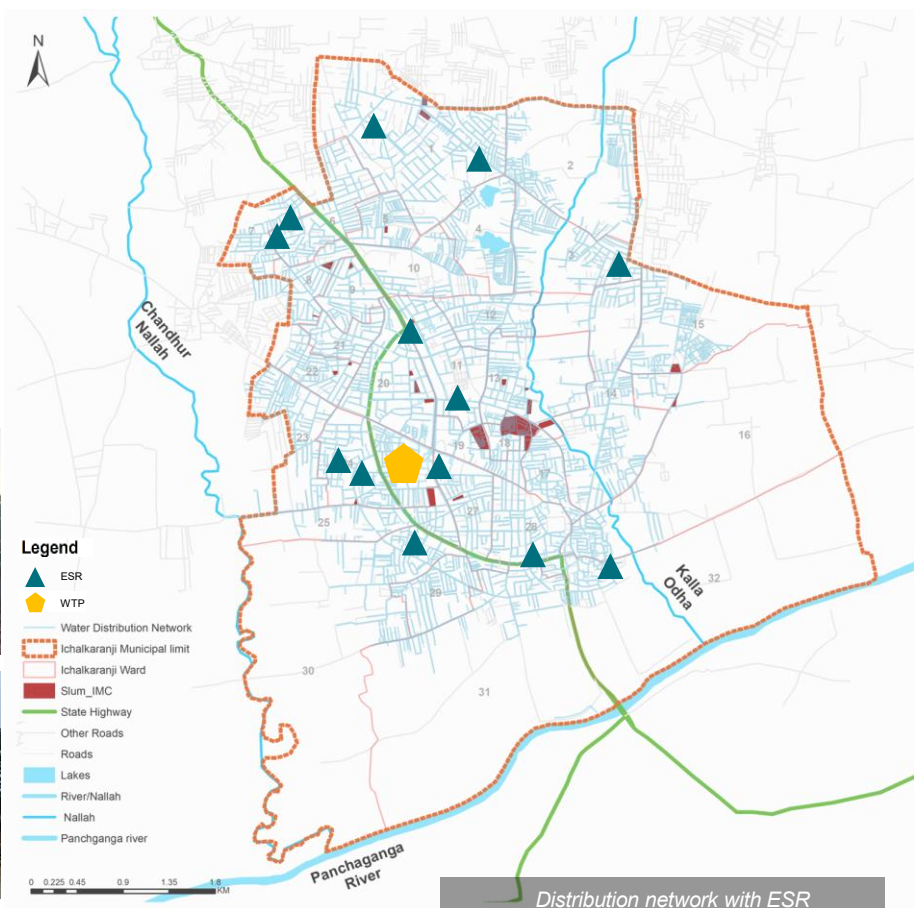 N
1
2
4
5
6
7
3
8
9
10
12
15
21
11
22
20
13
14
16
23
19
18
17
25
27
28
29
32
30
31
Chandhur
Nallah
Kalla
Odha
Panchaganga
River
Legend
ESR
WTP
Water Distribution Network
Ichalkaranji Municipal limit
Ichalkaranji Ward
Slum_IMC
State Highway
Other Roads
Roads
Lakes
River/Nallah
Nallah
Panchganga river
0 0.225 0.45 0.9 1.35 1.8
KM
Distribution network with ESR